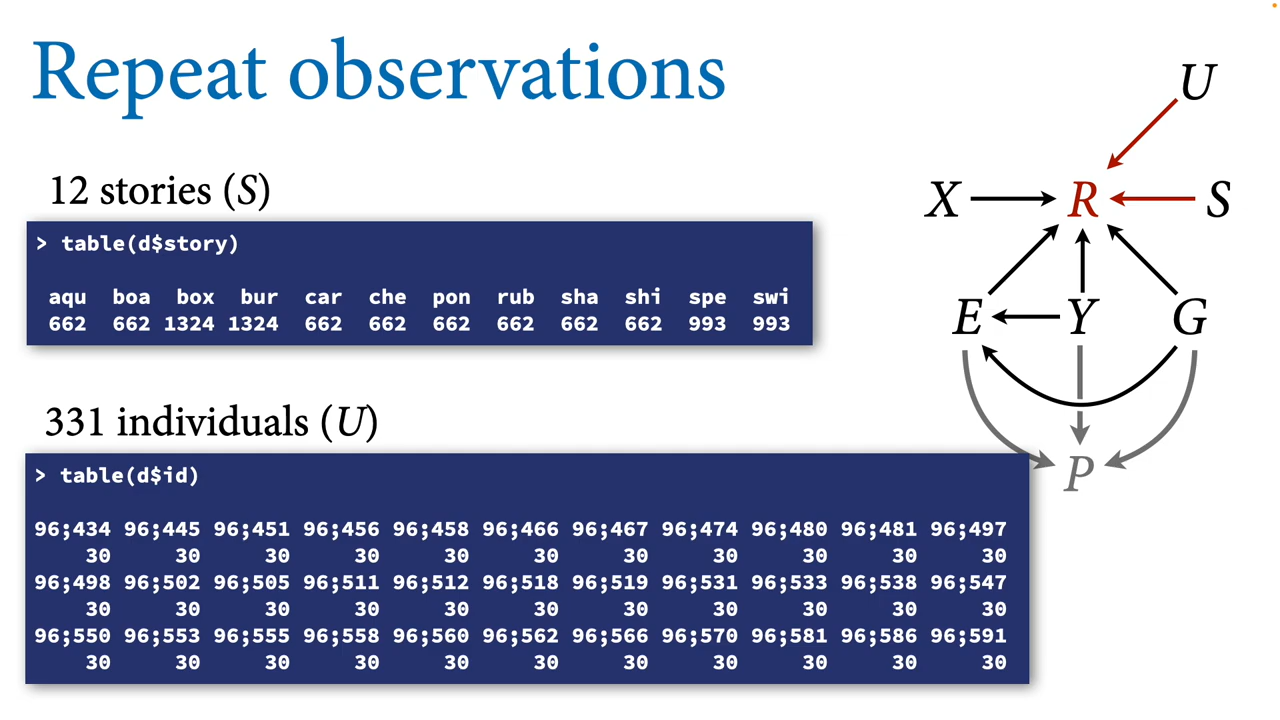 Repeat observations
12 stories (S)
> table(d$story)
aqu boa box bur car che pon rub sha shi spe swi
662 662 1324 1324 662 662 662 662 662 662 993 993
331 individuals (U)
> table(d$id)
96;434 96;445 96;451 96;456 96;458 96;466 96;467 96;474 96;480 96;481 96;497
30 30 30 30 30 30 30 30 30 30 30
96;498 96;502 96;505 96;511 96;512 96;518 96;519 96;531 96;533 96;538 96;547
30 30 30 30 30 30 30 30 30 30 30
96;550 96;553 96;555 96;558 96;560 96;562 96;566 96;570 96;581 96;586 96;591
30 30 30 30 30 30 30 30 30 30 30
U
X R S
E Y G
P